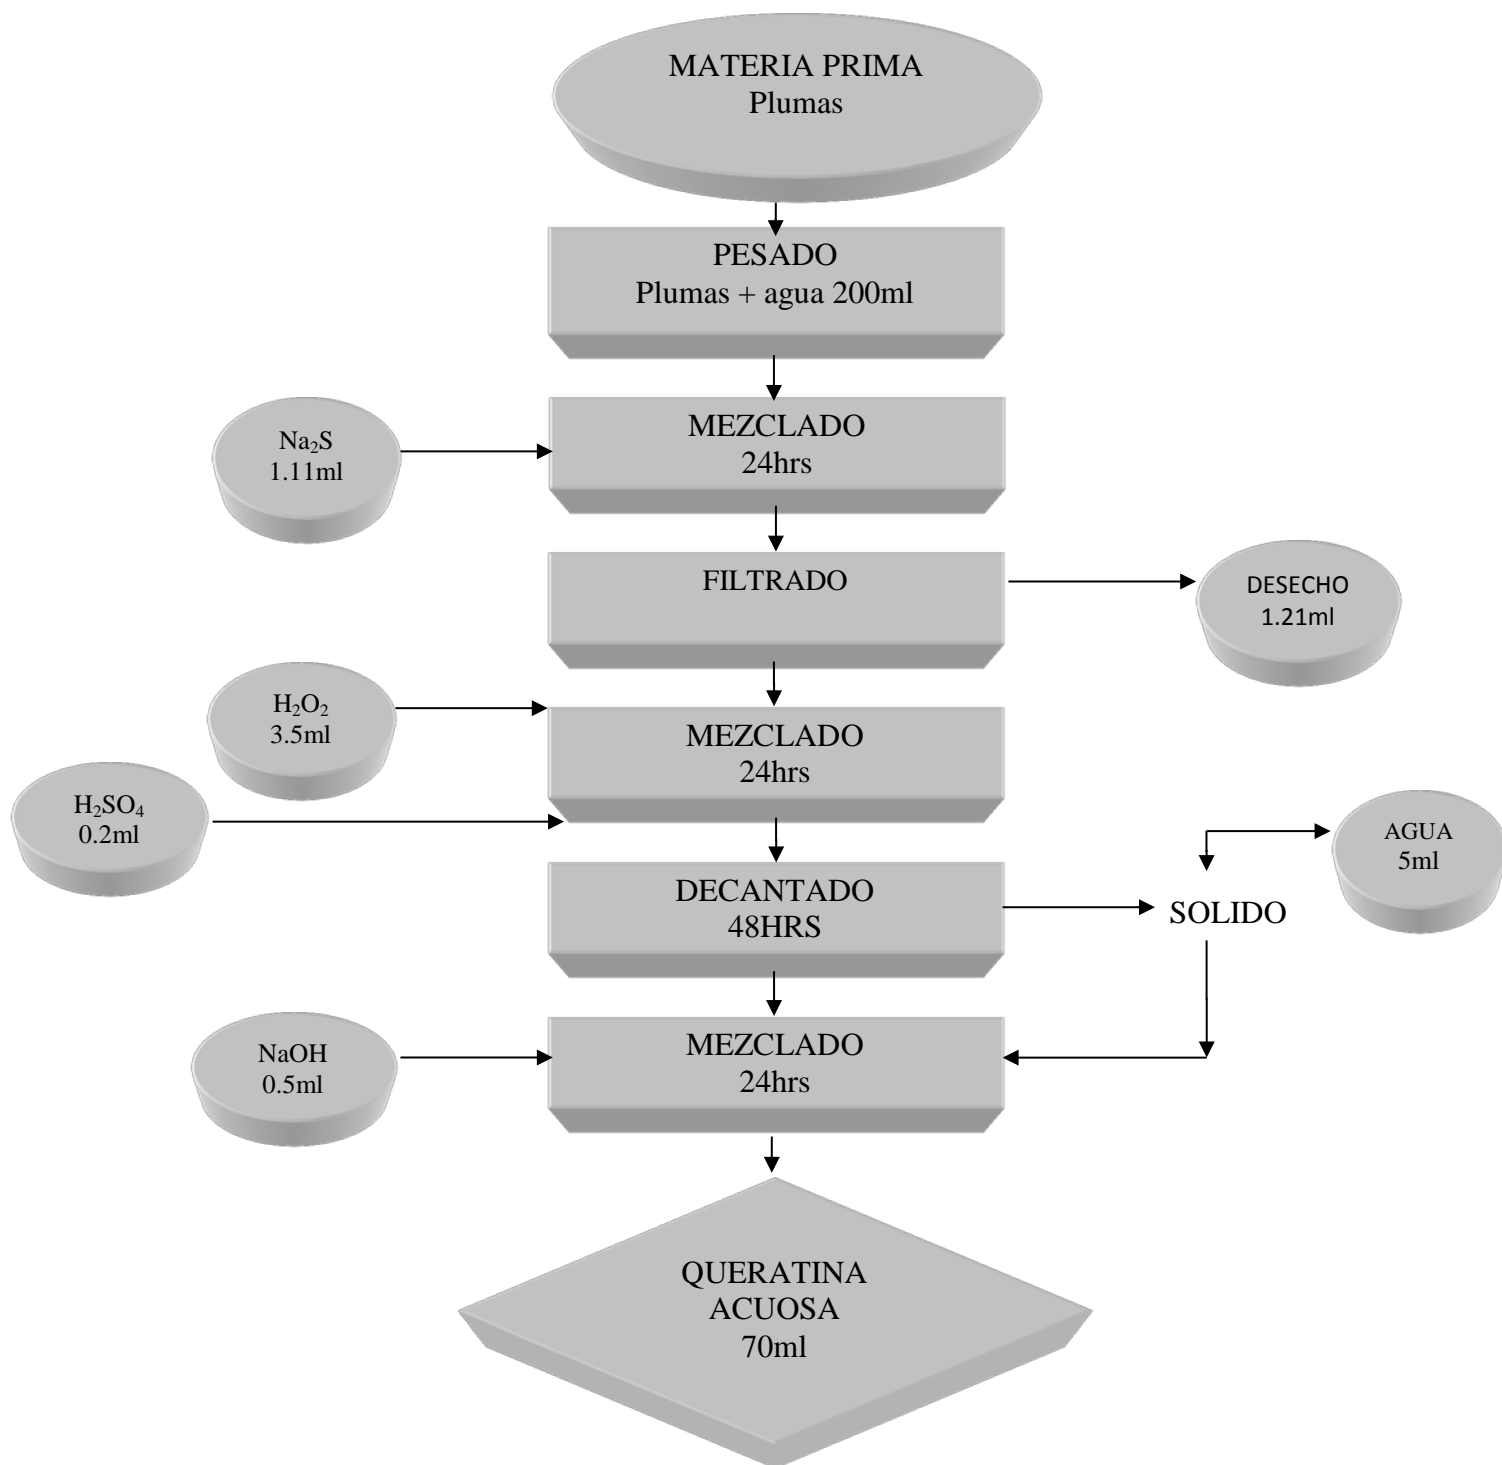 MATERIA PRIMA
Plumas
PESADO
Plumas + agua 200ml
Na₂S
1.11ml
MEZCLADO
24hrs
FILTRADO
DESECHO
1.21ml
H₂O₂
3.5ml
MEZCLADO
24hrs
H₂SO₄
0.2ml
AGUA
5ml
DECANTADO
48HRS
SOLIDO
NaOH
0.5ml
MEZCLADO
24hrs
QUERATINA
ACUOSA
70ml